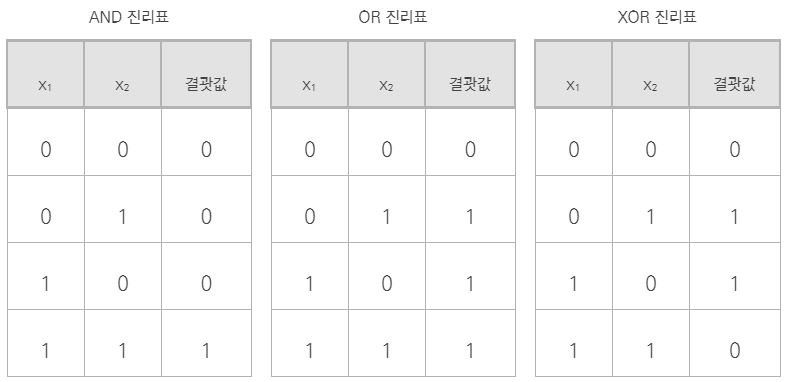 AND 진리표 OR 진리표 XOR 진리표
x₁ x₂ 결괏값 x₁ x₂ 결괏값 x₁ x₂ 결괏값
0 0 0 0 0 0 0 0 0
0 1 0 0 1 1 0 1 1
1 0 0 1 0 1 1 0 1
1 1 1 1 1 1 1 1 0